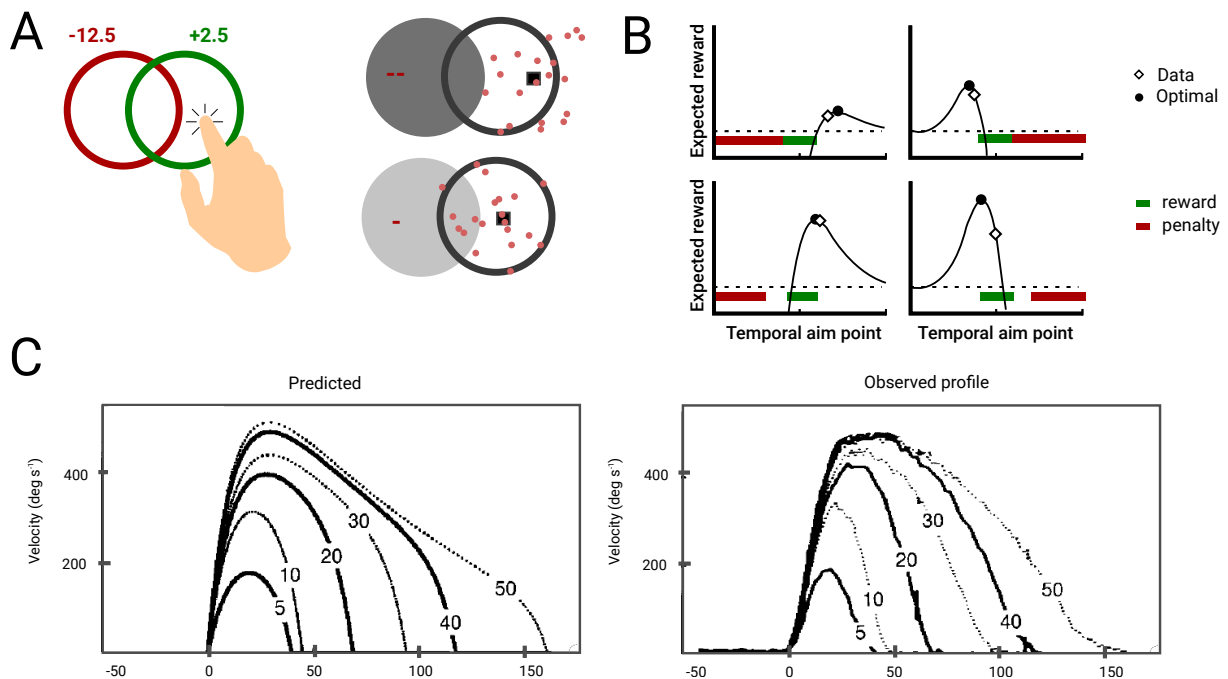 A
-12.5
+2.5
--
-
B
Expected reward
Expected reward
Data
Optimal
reward
penalty
Temporal aim point
Temporal aim point
C
Predicted
Velocity (deg s⁻¹)
400
200
5
10
20
30
40
50
-50
0
50
100
150
Observed profile
Velocity (deg s⁻¹)
400
200
5
10
20
30
40
50
-50
0
50
100
150